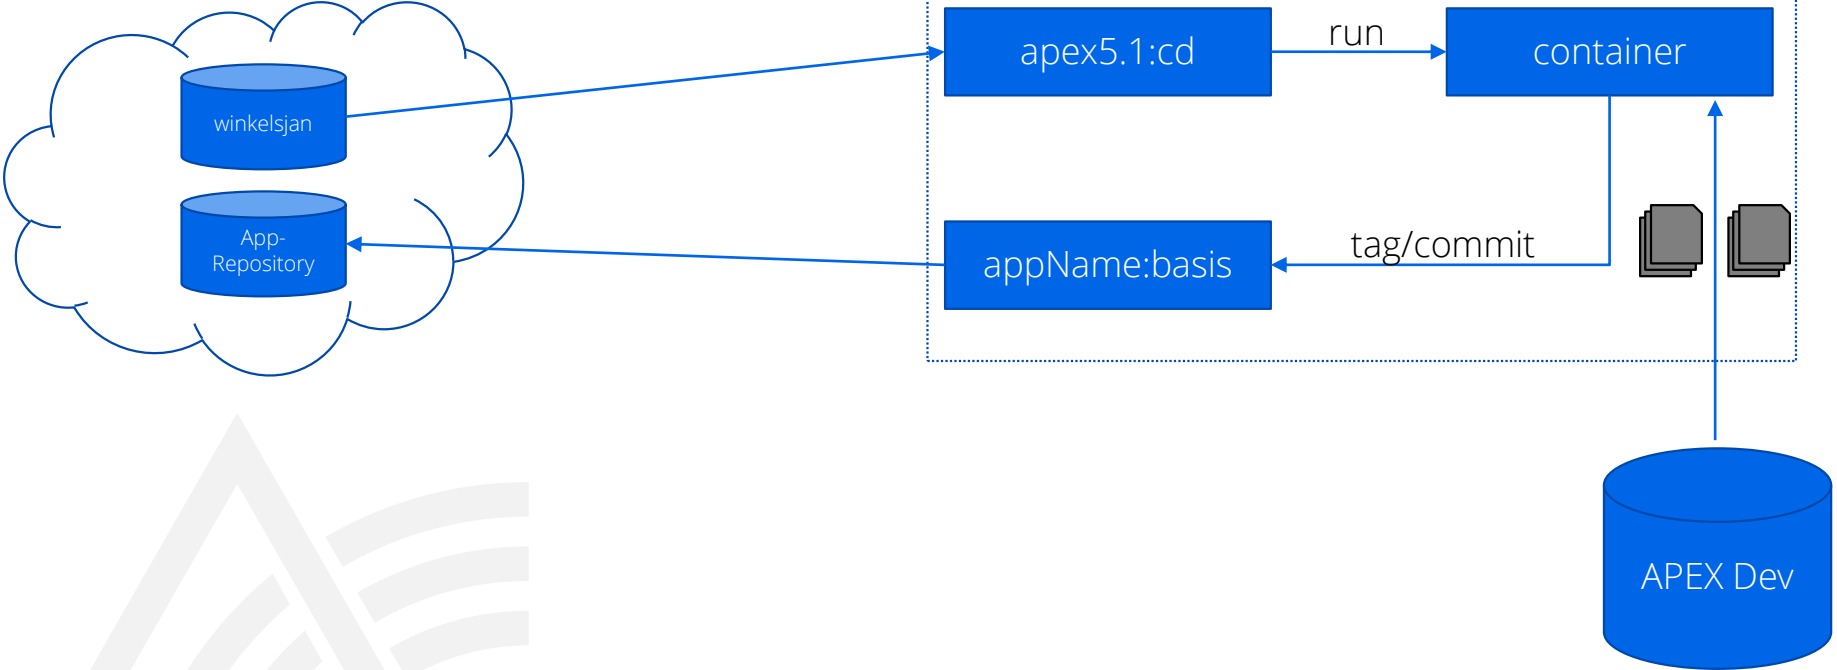 apex5.1:cd
run
container
winkelsjan
App-
Repository
appName:basis
tag/commit
APEX Dev